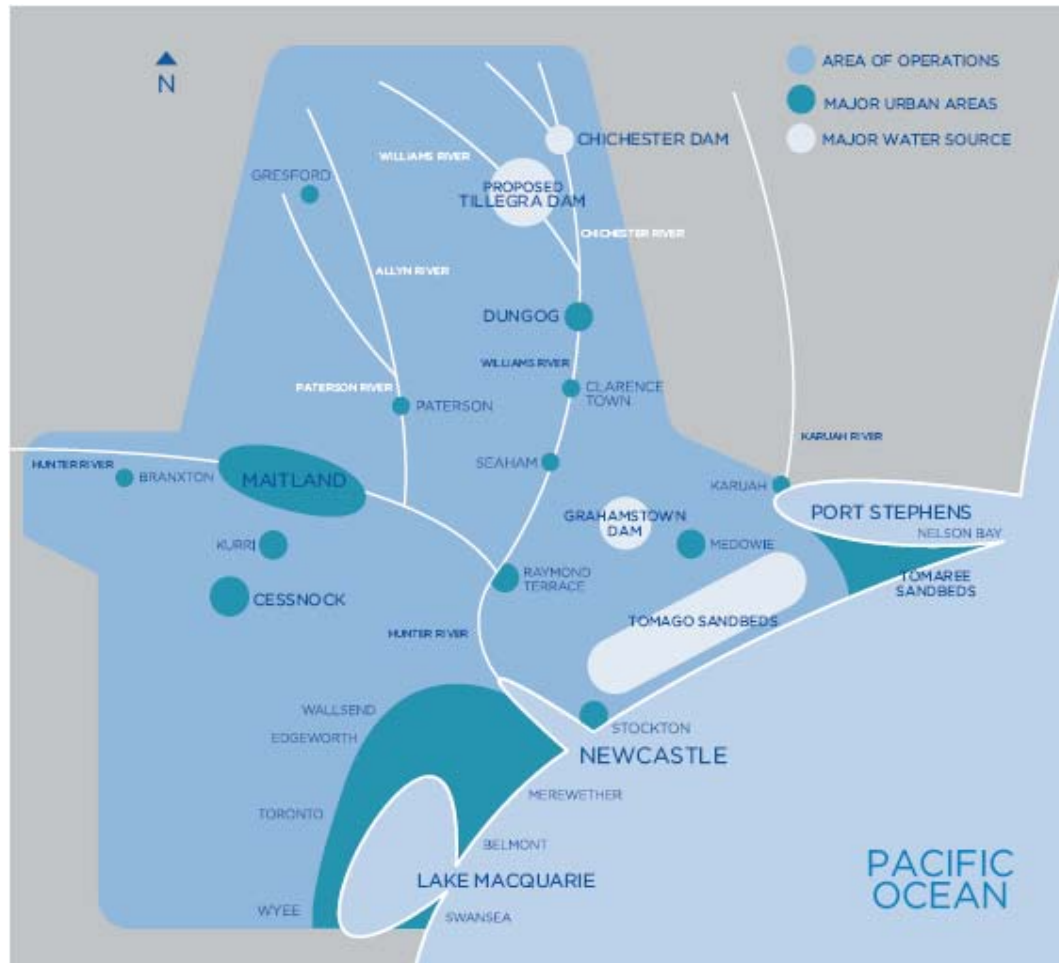 N
AREA OF OPERATIONS
MAJOR URBAN AREAS
MAJOR WATER SOURCE
CHICHESTER DAM
WILLIAMS RIVER
GRESFORD
PROPOSED
TILLEGRA DAM
CHICHESTER RIVER
ALLYN RIVER
DUNGOG
WILLIAMS RIVER
PATERSON RIVER
PATERSON
CLARENCE
TOWN
KARUAH RIVER
HUNTER RIVER
BRANXTON
MAITLAND
SEAHAM
KARUAH
PORT STEPHENS
NELSON BAY
GRAHAMSTOWN
DAM
MEDOWIE
KURRI
RAYMOND
TERRACE
TOMAREE
SANDBEDS
CESSNOCK
TOMAGO SANDBEDS
HUNTER RIVER
WALLSEND
EDGEWORTH
STOCKTON
NEWCASTLE
MEREWETHER
TORONTO
BELMONT
LAKE MACQUARIE
WYEE
SWANSEA
PACIFIC
OCEAN